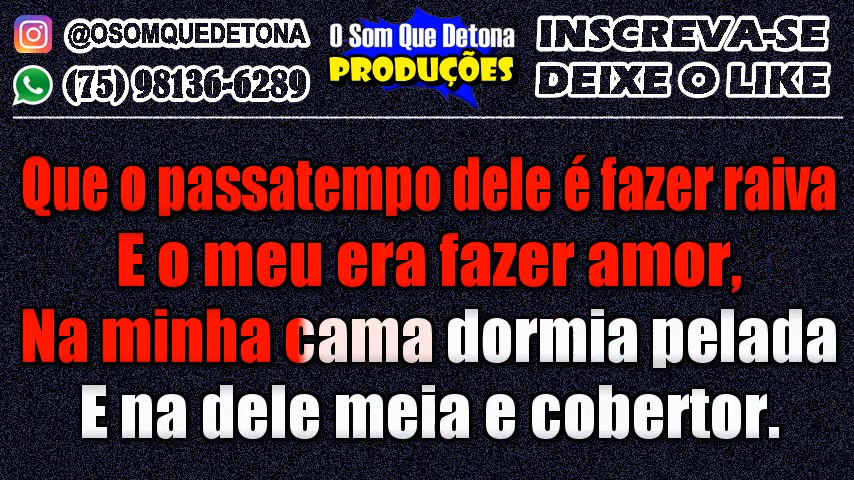 @OSOMQUEDETONA
(75) 98136-6289
O Som Que Detona
PRODUÇÕES
INSCREVA-SE
DEIXE O LIKE
Que o passatempo dele é fazer raiva
E o meu era fazer amor,
Na minha cama dormia pelada
E na dele meia e cobertor.